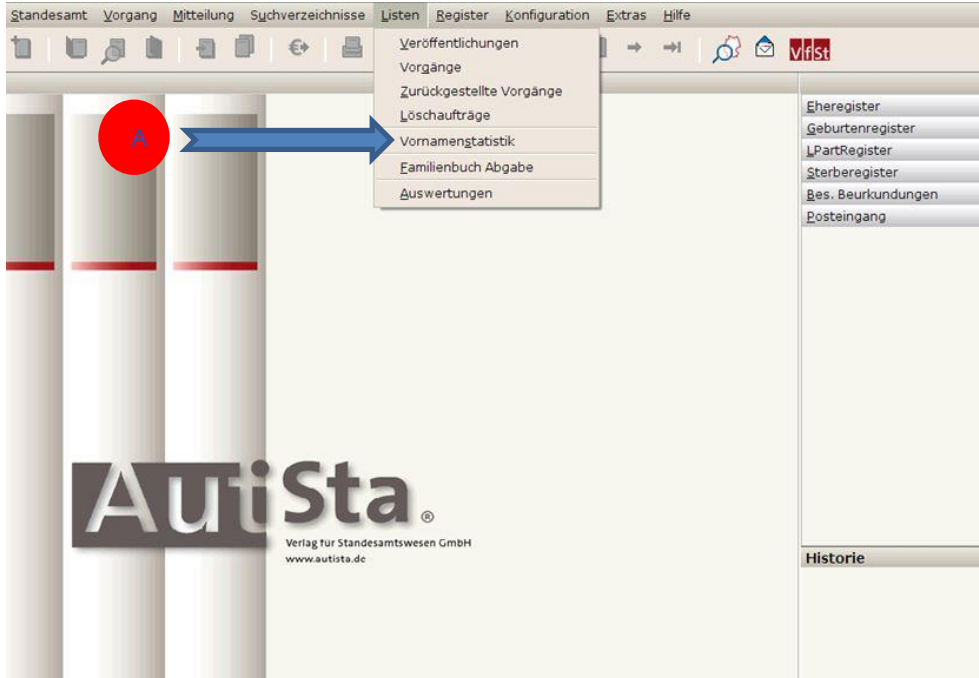 Standesamt Vorgang Mitteilung Suchverzeichnisse Listen Register Konfiguration Extras Hilfe
VfSt
Veröffentlichungen
Vorgänge
Zurückgestellte Vorgänge
Löschaufträge
Vornamenstatistik
Familienbuch Abgabe
Auswertungen
A
Eheregister
Geburtenregister
LPartRegister
Sterberegister
Bes. Beurkundungen
Posteingang
AutiSta®
Verlag für Standesamtswesen GmbH
www.autista.de
Historie